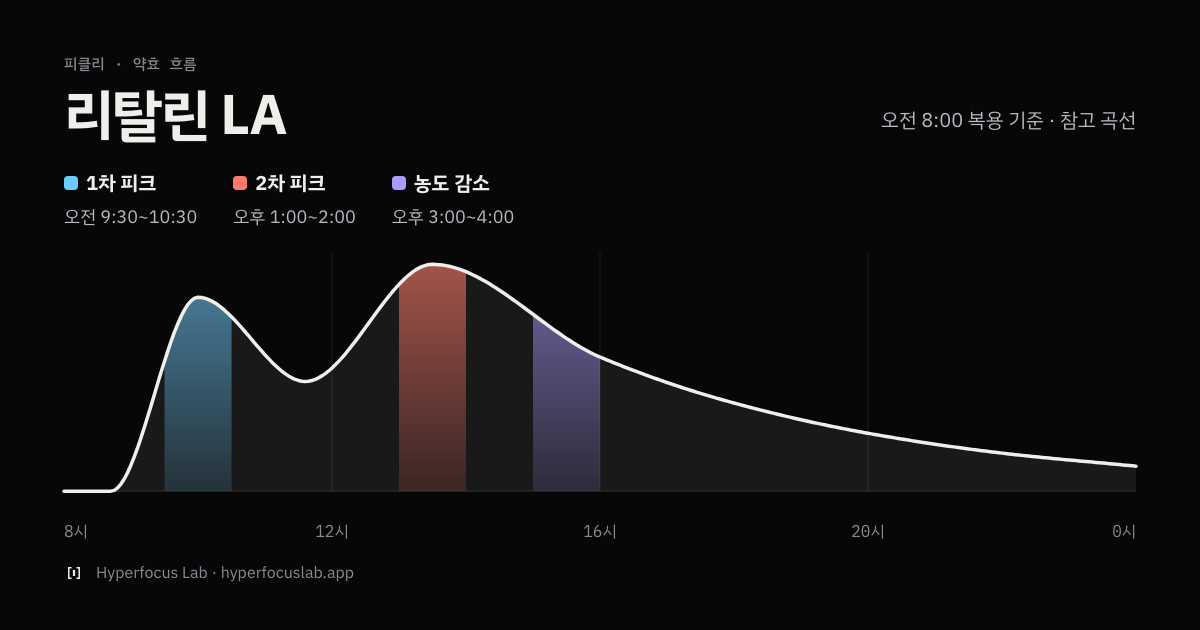 피클리 · 약효 흐름
리탈린 LA
오전 8:00 복용 기준 · 참고 곡선
1차 피크 2차 피크 농도 감소
오전 9:30~10:30 오후 1:00~2:00 오후 3:00~4:00
8시 12시 16시 20시 0시
Hyperfocus Lab · hyperfocuslab.app